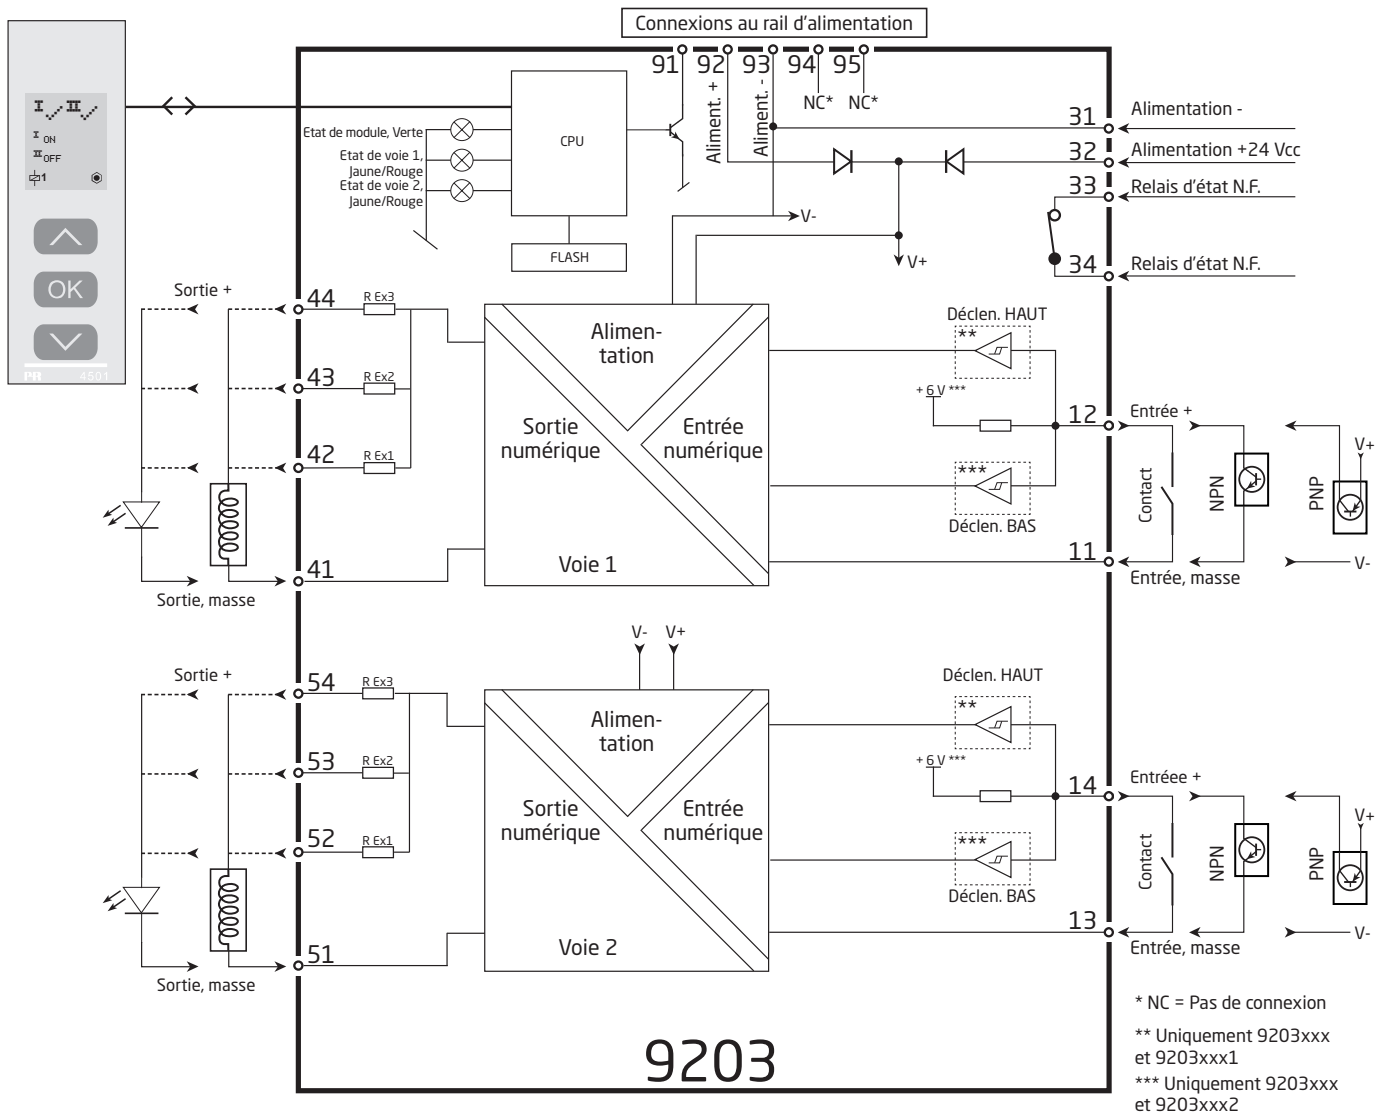 Connexions au rail d'alimentation
91 92 93 94 95
Aliment. +
Aliment. -
NC* NC*
I II
I ON
II OFF
1
OK
PR 4501
Etat de module, Verte
Etat de voie 1,
Jaune/Rouge
Etat de voie 2,
Jaune/Rouge
CPU
FLASH
V-
V+
31 Alimentation -
32 Alimentation +24 Vcc
33 Relais d'état N.F.
34 Relais d'état N.F.
Sortie +
44 R Ex3
43 R Ex2
42 R Ex1
41
Sortie, masse
Alimen-
tation
Sortie
numérique
Entrée
numérique
Voie 1
Déclen. HAUT
**
+ 6 V ***
***
Déclen. BAS
12 Entrée +
11
Entrée, masse
Contact
NPN
PNP
V+
V-
V- V+
Sortie +
54 R Ex3
53 R Ex2
52 R Ex1
51
Sortie, masse
Alimen-
tation
Sortie
numérique
Entrée
numérique
Voie 2
Déclen. HAUT
**
+ 6 V ***
***
Déclen. BAS
14 Entréee +
13
Entrée, masse
Contact
NPN
PNP
V+
V-
9203
* NC = Pas de connexion
** Uniquement 9203xxx
et 9203xxx1
*** Uniquement 9203xxx
et 9203xxx2